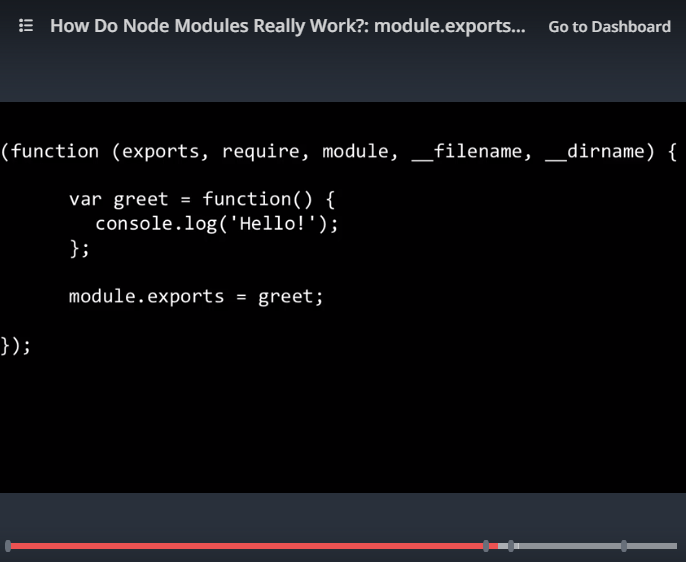 How Do Node Modules Really Work?: module.exports... Go to Dashboard
(function (exports, require, module, __filename, __dirname) {
var greet = function() {
console.log('Hello!');
};
module.exports = greet;
});